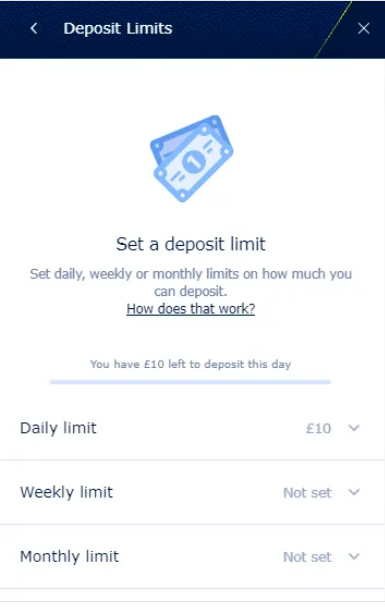 Deposit Limits
1
Set a deposit limit
Set daily, weekly or monthly limits on how much you
can deposit.
How does that work?
You have £10 left to deposit this day
Daily limit £10
Weekly limit Not set
Monthly limit Not set